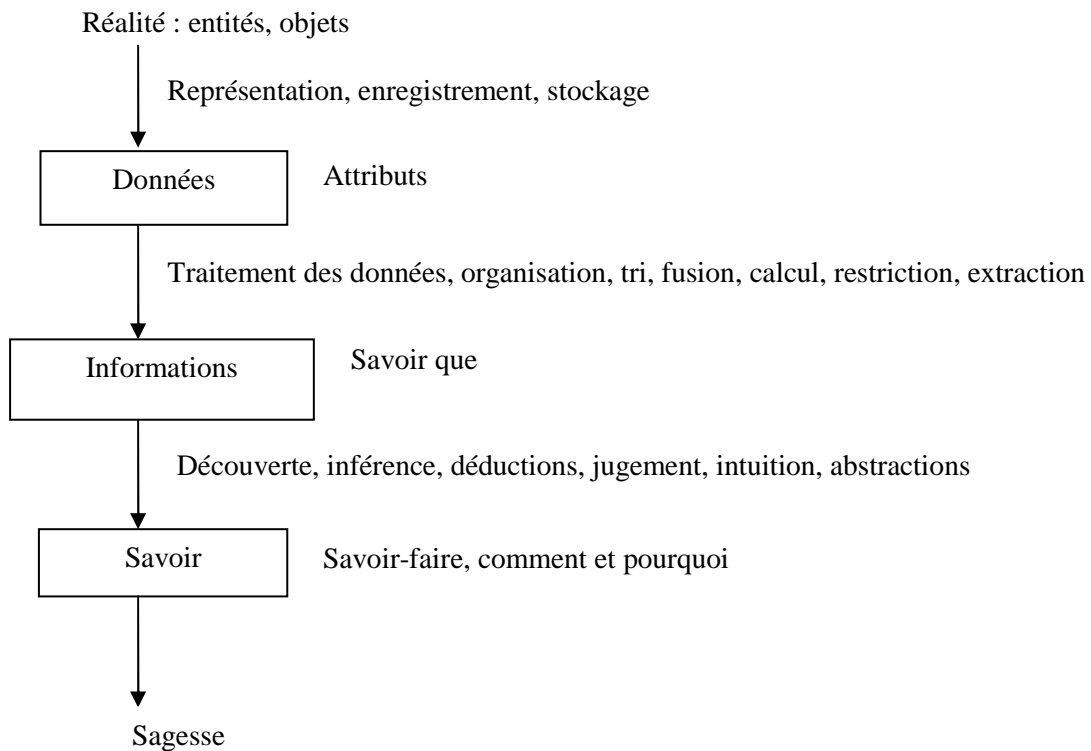 Réalité : entités, objets
Représentation, enregistrement, stockage
Données
Attributs
Traitement des données, organisation, tri, fusion, calcul, restriction, extraction
Informations
Savoir que
Découverte, inférence, déductions, jugement, intuition, abstractions
Savoir
Savoir-faire, comment et pourquoi
Sagesse